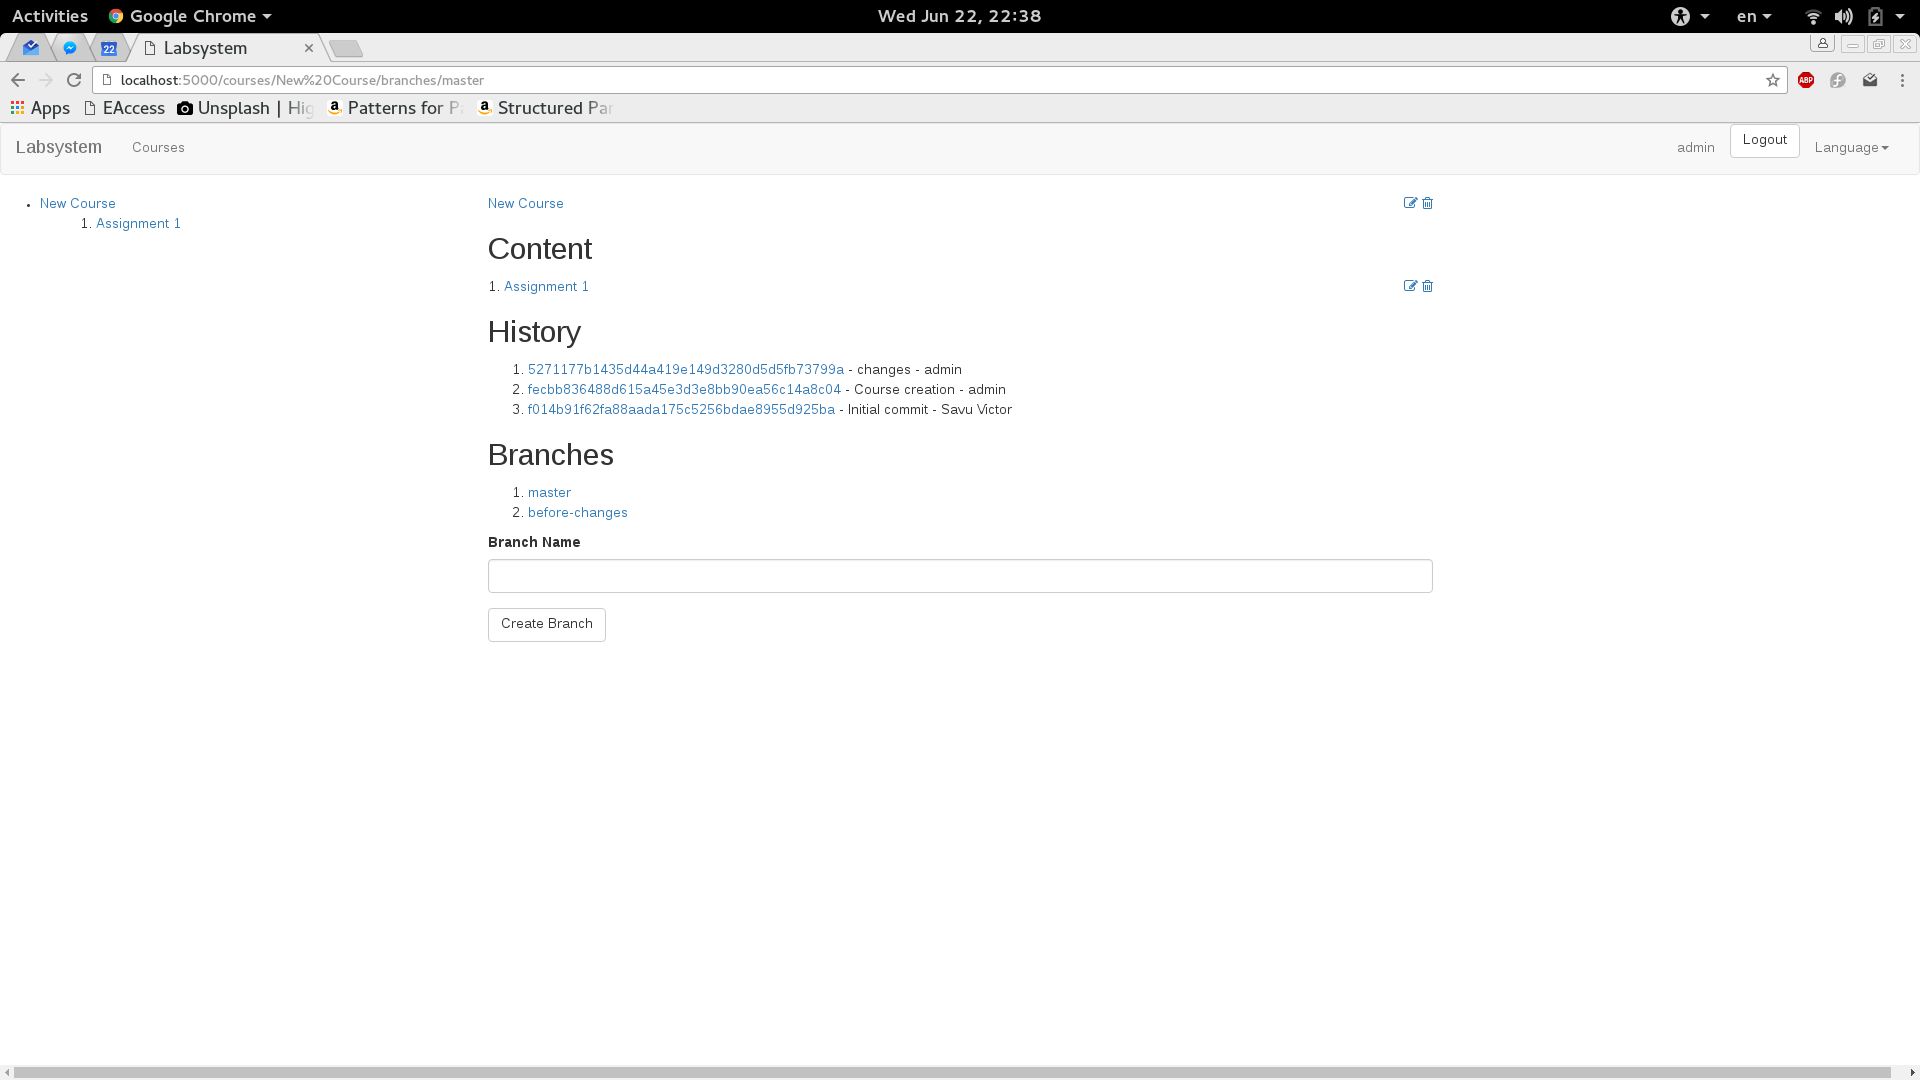 Activities Google Chrome Wed Jun 22, 22:38 en
22 Labsystem
localhost:5000/courses/New%20Course/branches/master ABP
Apps EAccess Unsplash | Hig Patterns for P Structured Par
Labsystem Courses admin Logout Language
New Course
1. Assignment 1
New Course
Content
1. Assignment 1
History
1. 5271177b1435d44a419e149d3280d5d5fb73799a - changes - admin
2. fecbb836488d615a45e3d3e8bb90ea56c14a8c04 - Course creation - admin
3. f014b91f62fa88aada175c5256bdae8955d925ba - Initial commit - Savu Victor
Branches
1. master
2. before-changes
Branch Name
Create Branch